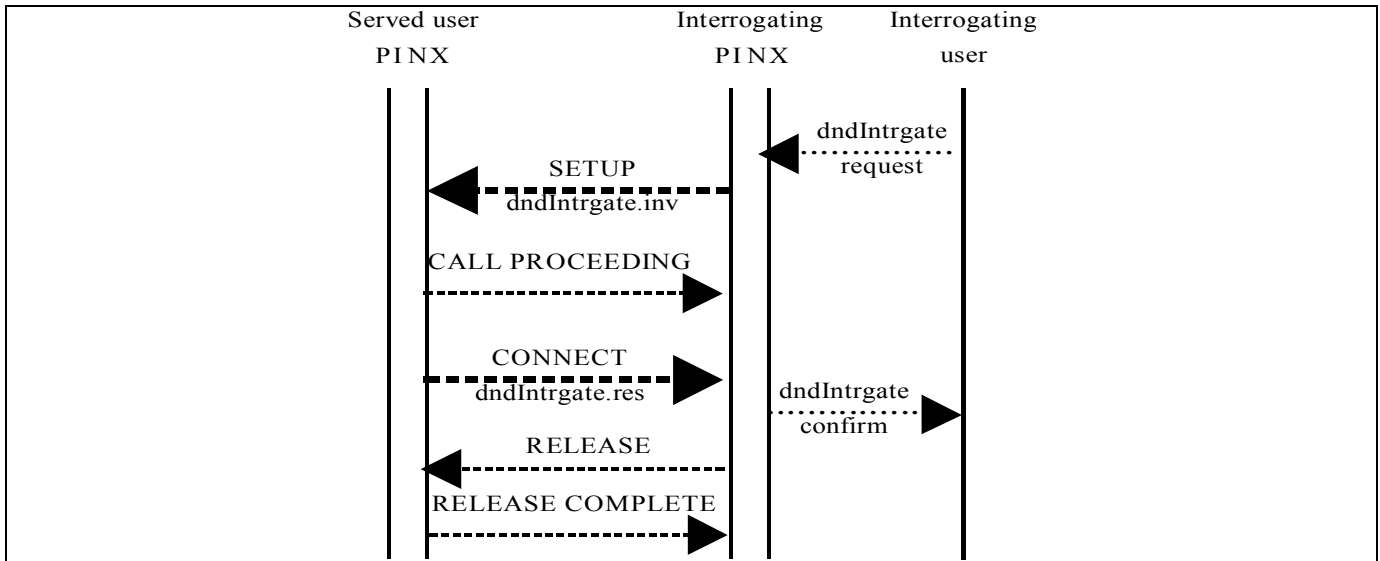 Served user
PINX
Interrogating
PINX
Interrogating
user
dndIntrgate
request
SETUP
dndIntrgate.inv
CALL PROCEEDING
CONNECT
dndIntrgate.res
dndIntrgate
confirm
RELEASE
RELEASE COMPLETE